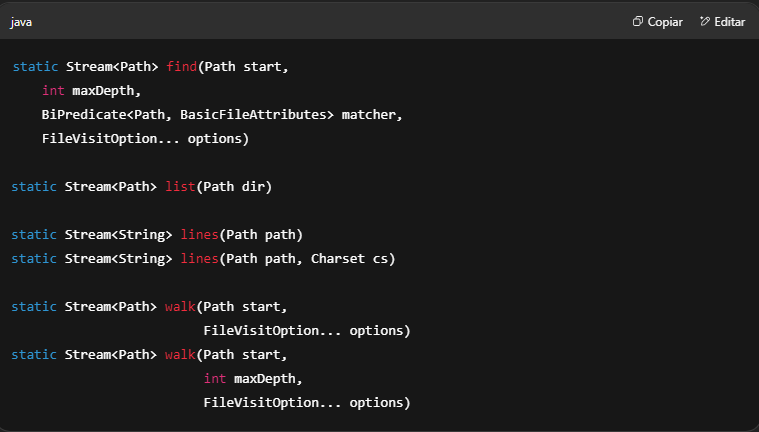 java
Copiar
Editar
static Stream<Path> find(Path start,
    int maxDepth,
    BiPredicate<Path, BasicFileAttributes> matcher,
    FileVisitOption... options)
static Stream<Path> list(Path dir)
static Stream<String> lines(Path path)
static Stream<String> lines(Path path, Charset cs)
static Stream<Path> walk(Path start,
                         FileVisitOption... options)
static Stream<Path> walk(Path start,
                         int maxDepth,
                         FileVisitOption... options)